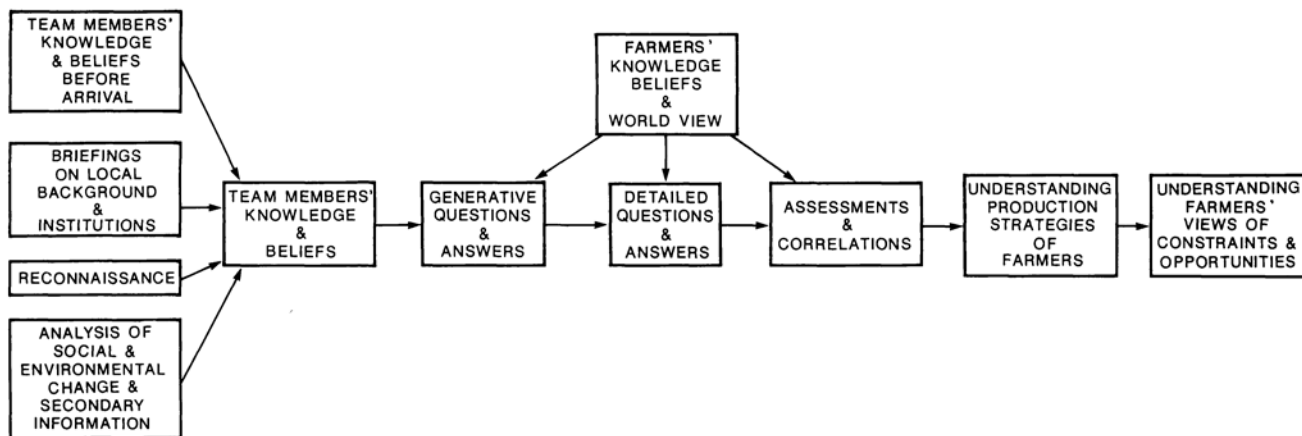 TEAM MEMBERS'
KNOWLEDGE
& BELIEFS
BEFORE
ARRIVAL
BRIEFINGS
ON LOCAL
BACKGROUND
&
INSTITUTIONS
RECONNAISSANCE
ANALYSIS OF
SOCIAL &
ENVIRONMENTAL
CHANGE &
SECONDARY
INFORMATION
TEAM MEMBERS'
KNOWLEDGE
&
BELIEFS
FARMERS'
KNOWLEDGE
BELIEFS
&
WORLD VIEW
GENERATIVE
QUESTIONS
&
ANSWERS
DETAILED
QUESTIONS
&
ANSWERS
ASSESSMENTS
&
CORRELATIONS
UNDERSTANDING
PRODUCTION
STRATEGIES
OF
FARMERS
UNDERSTANDING
FARMERS'
VIEWS OF
CONSTRAINTS &
OPPORTUNITIES